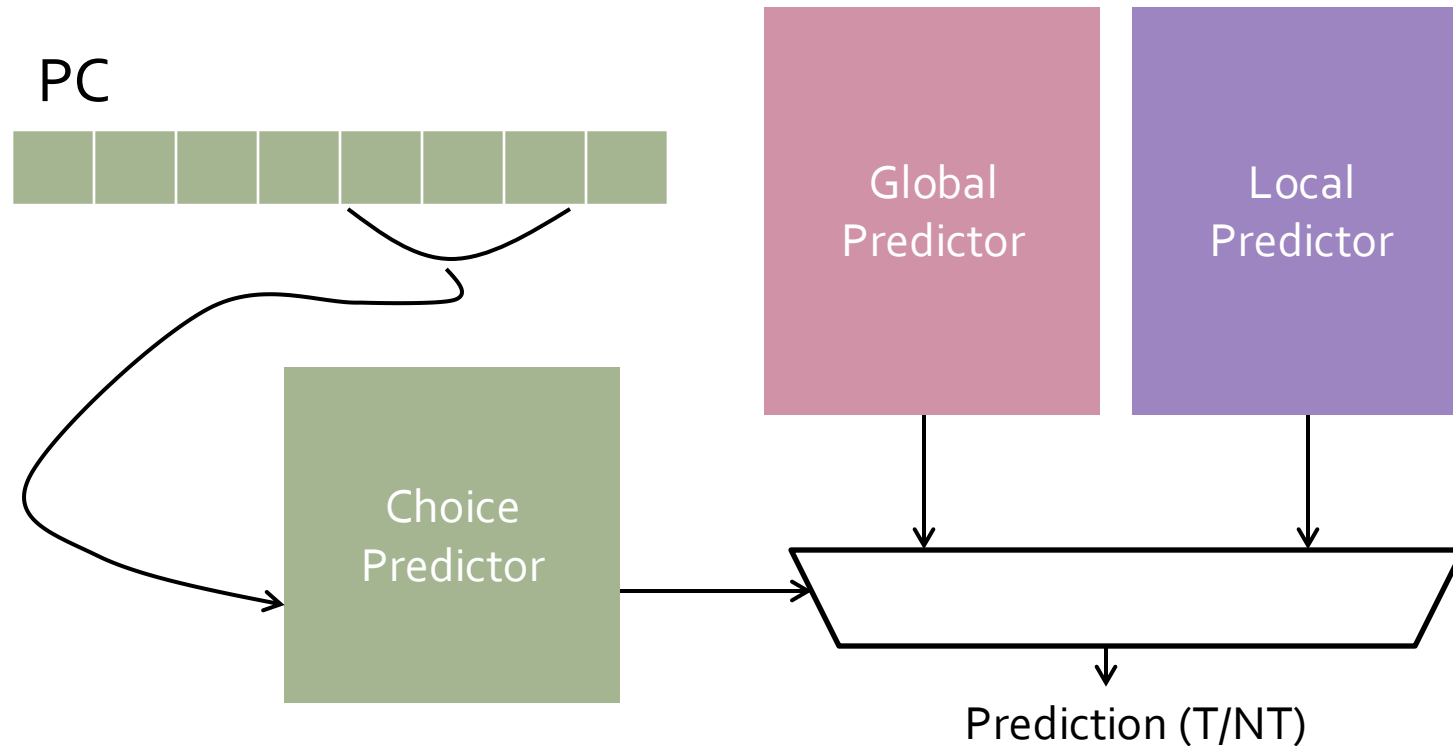 PC
Global
Predictor
Local
Predictor
Choice
Predictor
Prediction (T/NT)